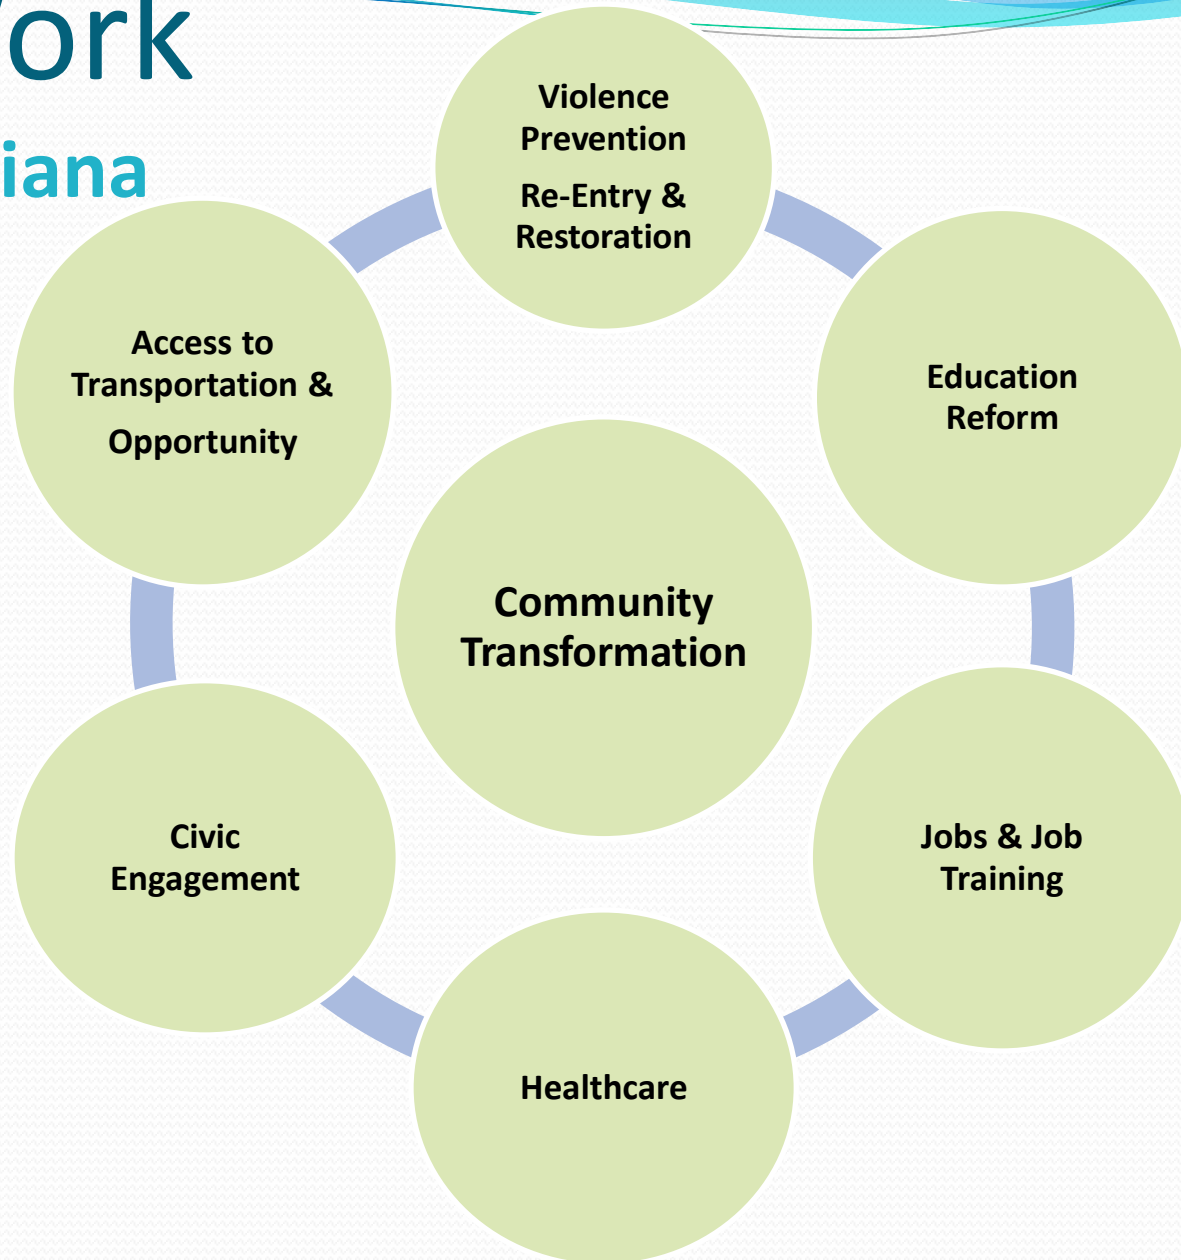 ork
iana
Violence
Prevention
Re-Entry &
Restoration
Access to
Transportation &
Opportunity
Education
Reform
Community
Transformation
Civic
Engagement
Jobs & Job
Training
Healthcare